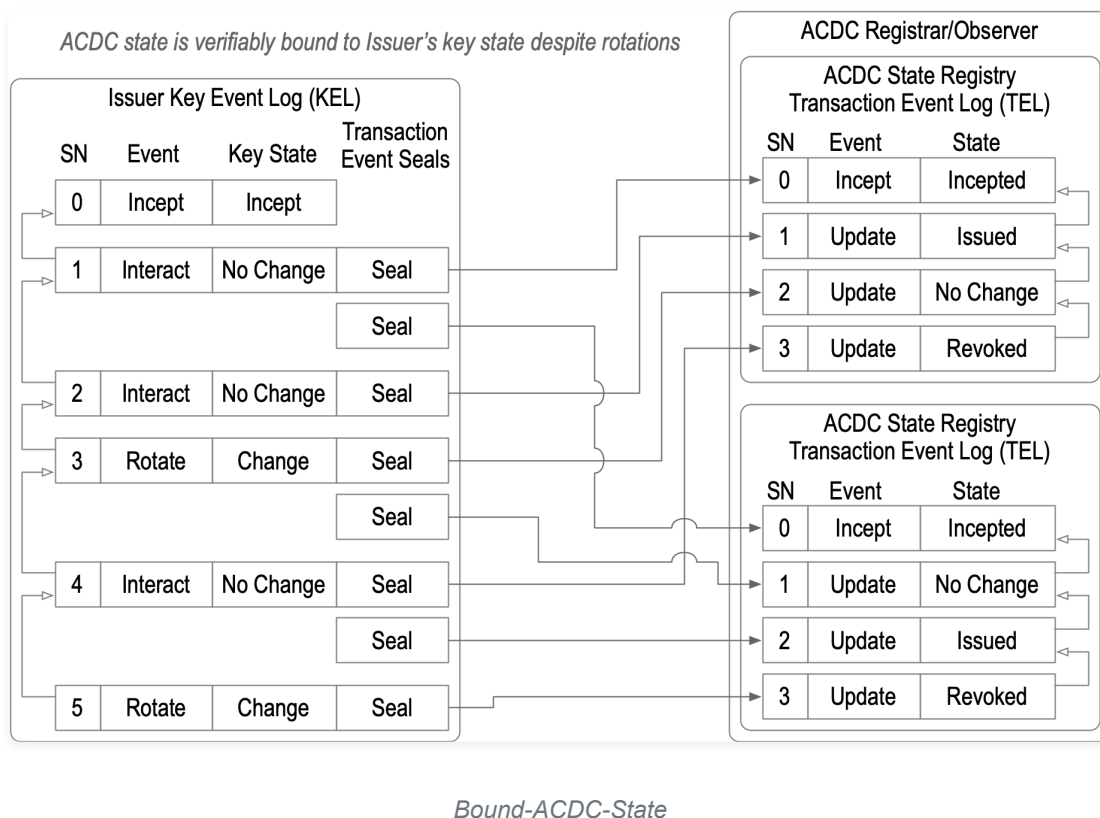 ACDC state is verifiably bound to Issuer's key state despite rotations
Issuer Key Event Log (KEL)
Transaction
SN Event Key State Event Seals
0 Incept Incept
1 Interact No Change Seal
Seal
2 Interact No Change Seal
3 Rotate Change Seal
Seal
4 Interact No Change Seal
Seal
5 Rotate Change Seal
ACDC Registrar/Observer
ACDC State Registry
Transaction Event Log (TEL)
SN Event State
0 Incept Incepted
1 Update Issued
2 Update No Change
3 Update Revoked
ACDC State Registry
Transaction Event Log (TEL)
SN Event State
0 Incept Incepted
1 Update No Change
2 Update Issued
3 Update Revoked
Bound-ACDC-State